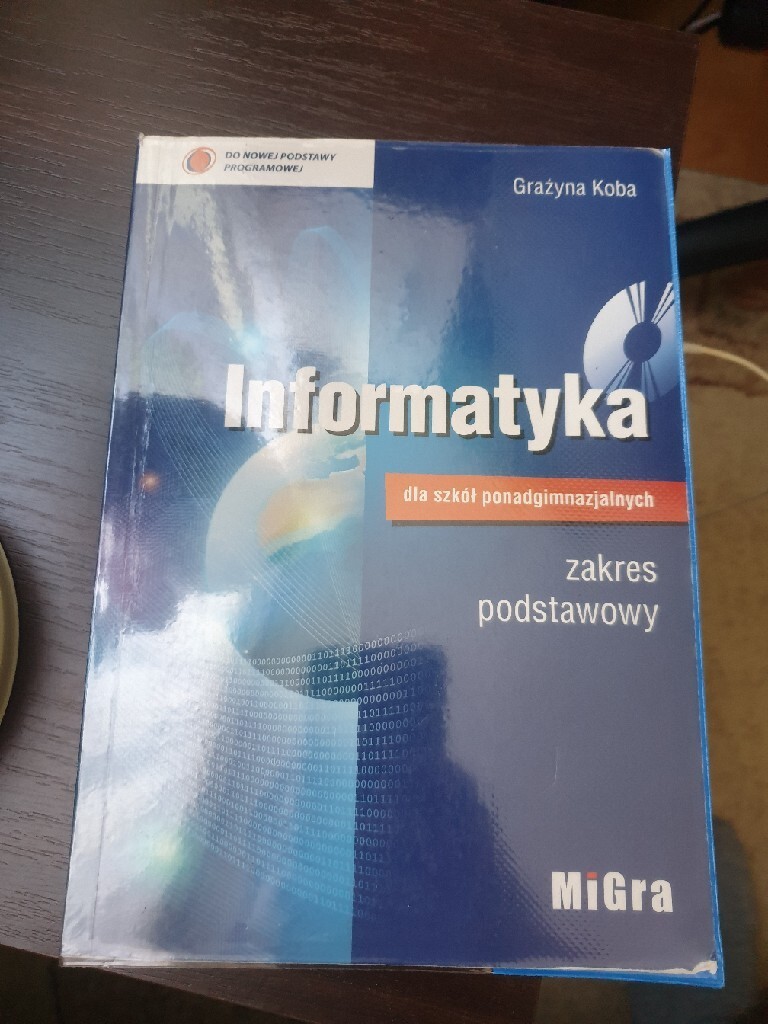 DO NOWEJ PODSTAWY
PROGRAMOWEJ
Grażyna Koba
Informatyka
dla szkół ponadgimnazjalnych
zakres
podstawowy
MiGra